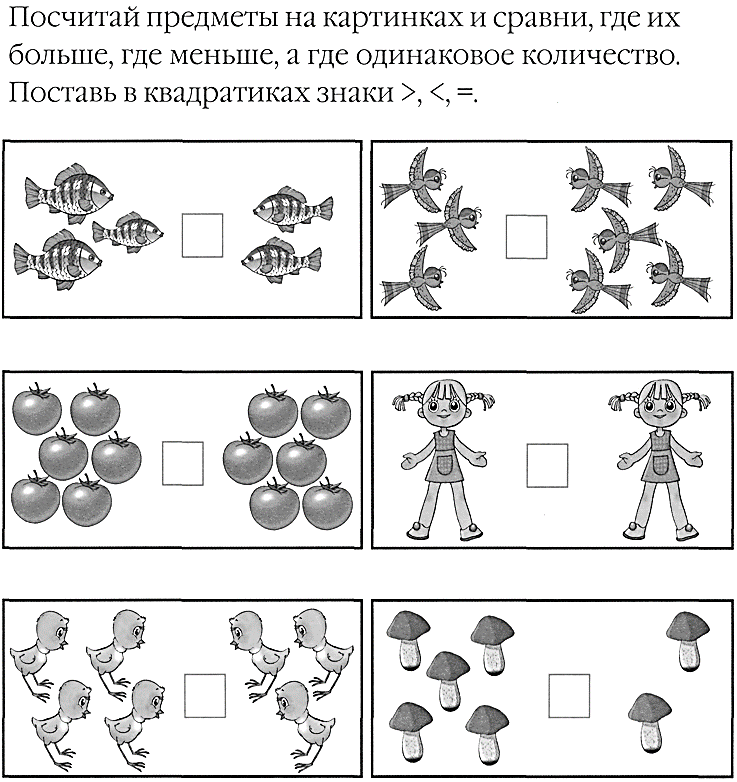 Посчитай предметы на картинках и сравни, где их
больше, где меньше, а где одинаковое количество.
Поставь в квадратиках знаки >, <, =.